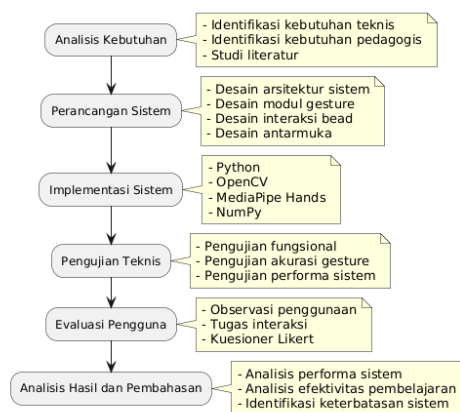 Analisis Kebutuhan
- Identifikasi kebutuhan teknis
- Identifikasi kebutuhan pedagogis
- Studi literatur
Perancangan Sistem
- Desain arsitektur sistem
- Desain modul gesture
- Desain interaksi bead
- Desain antarmuka
Implementasi Sistem
- Python
- OpenCV
- MediaPipe Hands
- NumPy
Pengujian Teknis
- Pengujian fungsional
- Pengujian akurasi gesture
- Pengujian performa sistem
Evaluasi Pengguna
- Observasi penggunaan
- Tugas interaksi
- Kuesioner Likert
Analisis Hasil dan Pembahasan
- Analisis performa sistem
- Analisis efektivitas pembelajaran
- Identifikasi keterbatasan sistem